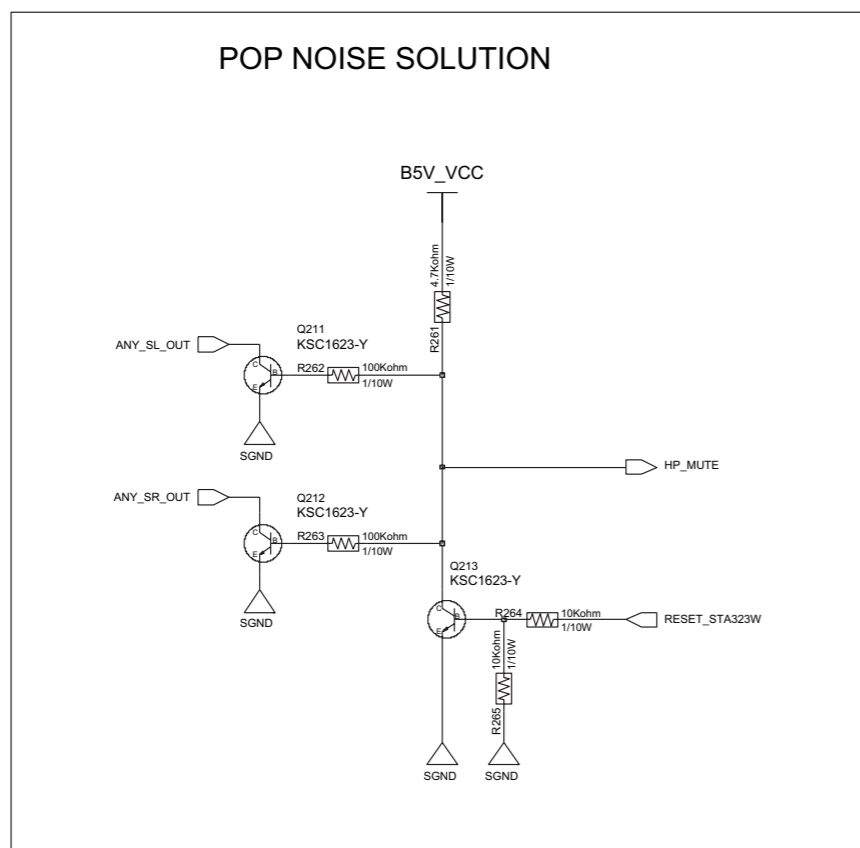 POP NOISE SOLUTION
B5V_VCC
4.7Kohm
1/10W
R261
Q211
KSC1623-Y
ANY_SL_OUT
C
B
E
R262
100Kohm
1/10W
SGND
HP_MUTE
Q212
KSC1623-Y
ANY_SR_OUT
C
B
E
R263
100Kohm
1/10W
SGND
Q213
KSC1623-Y
C
B
E
R264
10Kohm
1/10W
RESET_STA323W
10Kohm
1/10W
R265
SGND
SGND